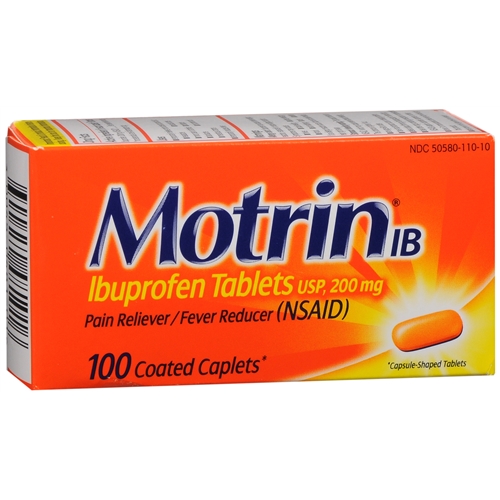 NDC 50580-110-10
Motrin® IB
Ibuprofen Tablets USP, 200 mg
Pain Reliever/Fever Reducer (NSAID)
100 Coated Caplets*
*Capsule-Shaped Tablets